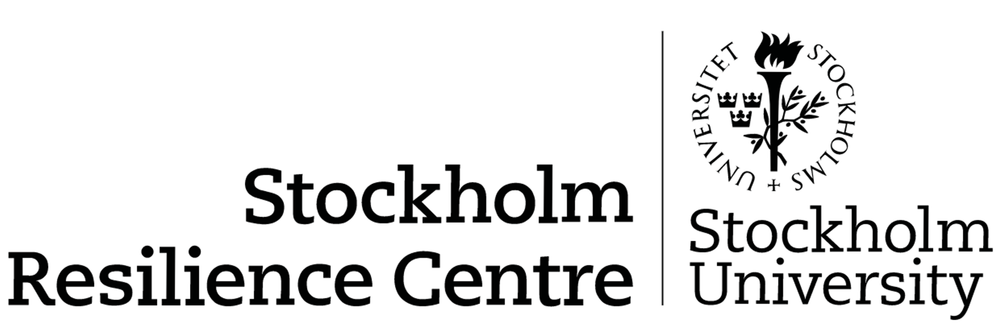 Stockholm
Resilience Centre
STOCKHOLMS UNIVERSITET
Stockholm
University